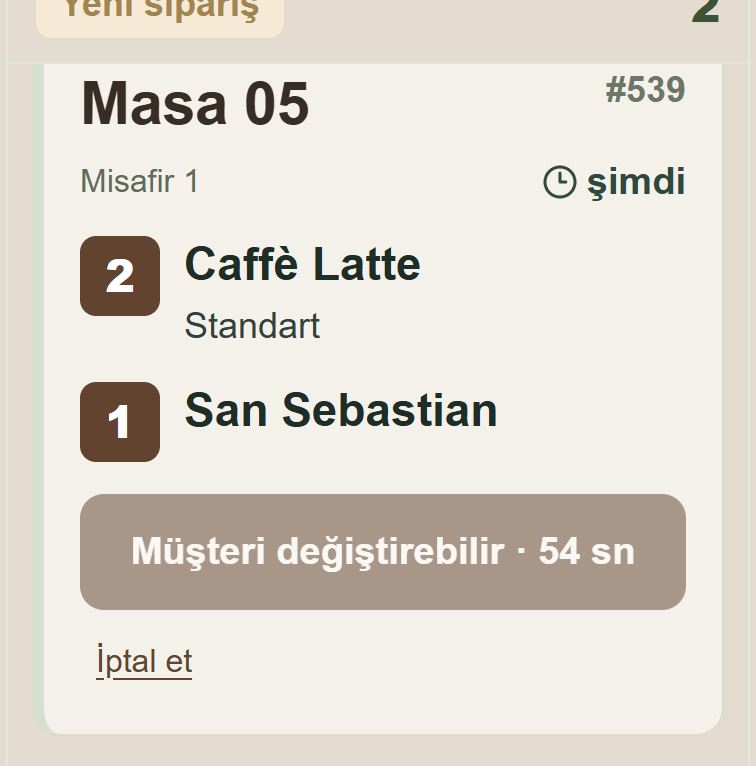 Yeni sipariş
2
Masa 05
#539
Misafir 1
şimdi
2
Caffè Latte
Standart
1
San Sebastian
Müşteri değiştirebilir · 54 sn
İptal et